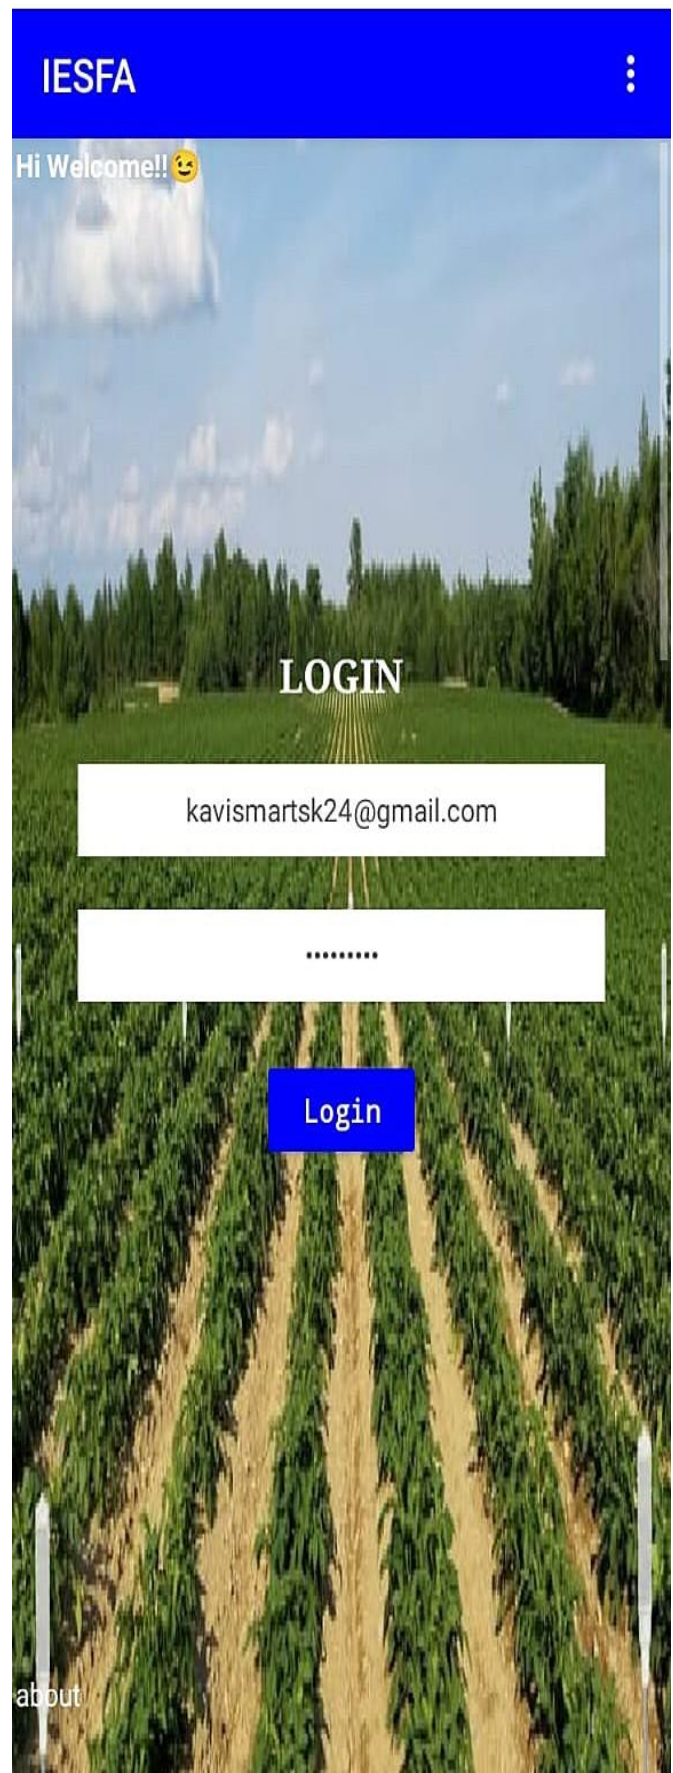 IESFA
Hi Welcome!!😉
LOGIN
kavismartsk24@gmail.com
•••••••••
Login
about